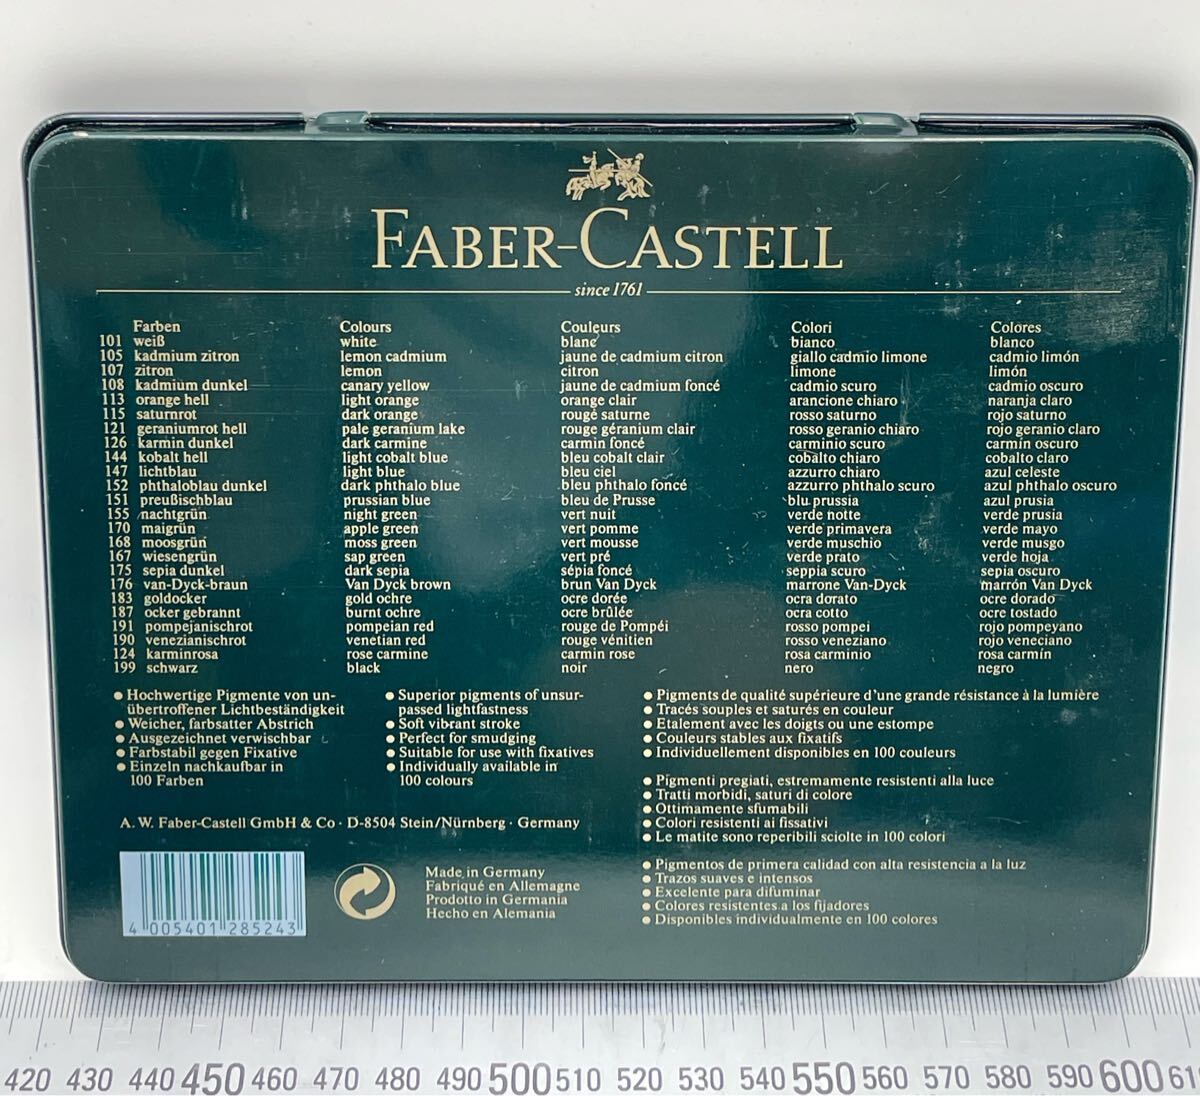 FABER-CASTELL
since 1761
Farben Colours Couleurs Colori Colores
101 weiß white blanc bianco blanco
105 kadmium zitron lemon cadmium jaune de cadmium citron giallo cadmio limone cadmio limón
107 zitron lemon citron limone limón
108 kadmium dunkel canary yellow jaune de cadmium foncé cadmio scuro cadmio oscuro
113 orange hell light orange orange clair arancione chiaro naranja claro
115 saturnrot dark orange rouge saturne rosso saturno rojo saturno
121 geraniumrot hell pale geranium lake rouge géranium clair rosso geranio chiaro rojo geranio claro
126 karmin dunkel dark carmine carmin foncé carminio scuro carmín oscuro
144 kobalt hell light cobalt blue bleu cobalt clair cobalto chiaro cobalto claro
147 lichtblau light blue bleu ciel azzurro chiaro azul celeste
152 phthaloblau dunkel dark phthalo blue bleu phthalo foncé azzurro phthalo scuro azul phthalo oscuro
151 preußischblau prussian blue bleu de Prusse blu prussia azul prusia
155 nachtgrün night green vert nuit verde notte verde prusia
170 maigrün apple green vert pomme verde primavera verde mayo
168 moosgrün moss green vert mousse verde muschio verde musgo
167 wiesengrün sap green vert pré verde prato verde hoja
175 sepia dunkel dark sepia sépia foncé seppia scuro sepia oscuro
176 van-Dyck-braun Van Dyck brown brun Van Dyck marrone Van-Dyck marrón Van Dyck
183 goldocker gold ochre ocre dorée ocra dorato ocre dorado
187 ocker gebrannt burnt ochre ocre brûlée ocra cotto ocre tostado
191 pompejanischrot pompeian red rouge de Pompéi rosso pompei rojo pompeyano
190 venezianischrot venetian red rouge vénitien rosso veneziano rojo veneciano
124 karminrosa rose carmine carmin rose rosa carminio rosa carmín
199 schwarz black noir nero negro
● Hochwertige Pigmente von un-
übertroffener Lichtbeständigkeit
● Weicher, farbsatter Abstrich
● Ausgezeichnet verwischbar
● Farbstabil gegen Fixative
● Einzeln nachkaufbar in
100 Farben
● Superior pigments of unsur-
passed lightfastness
● Soft vibrant stroke
● Perfect for smudging
● Suitable for use with fixatives
● Individually available in
100 colours
● Pigments de qualité supérieure d'une grande résistance à la lumière
● Tracés souples et saturés en couleur
● Etalement avec les doigts ou une estompe
● Couleurs stables aux fixatifs
● Individuellement disponibles en 100 couleurs
● Pigmenti pregiati, estremamente resistenti alla luce
● Tratti morbidi, saturi di colore
● Ottimamente sfumabili
● Colori resistenti ai fissativi
● Le matite sono reperibili sciolte in 100 colori
● Pigmentos de primera calidad con alta resistencia a la luz
● Trazos suaves e intensos
● Excelente para difuminar
● Colores resistentes a los fijadores
● Disponibles individualmente en 100 colores
A. W. Faber-Castell GmbH & Co · D-8504 Stein/Nürnberg · Germany
4 005401 285243
Made in Germany
Fabriqué en Allemagne
Prodotto in Germania
Hecho en Alemania
420 430 440 450 460 470 480 490 500 510 520 530 540 550 560 570 580 590 600 61